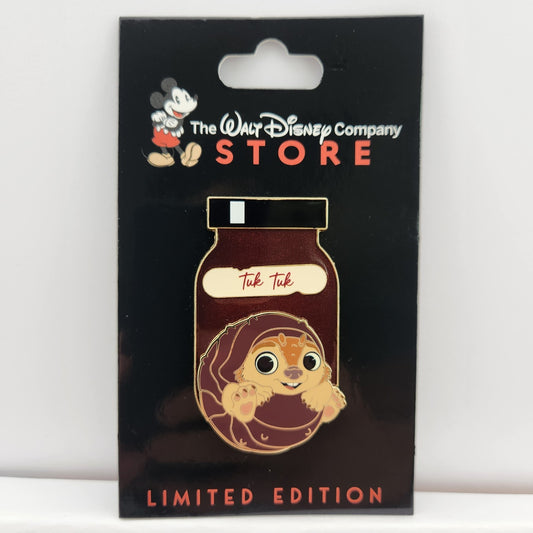 The WALT DISNEY Company
STORE
Tuk Tuk
LIMITED EDITION